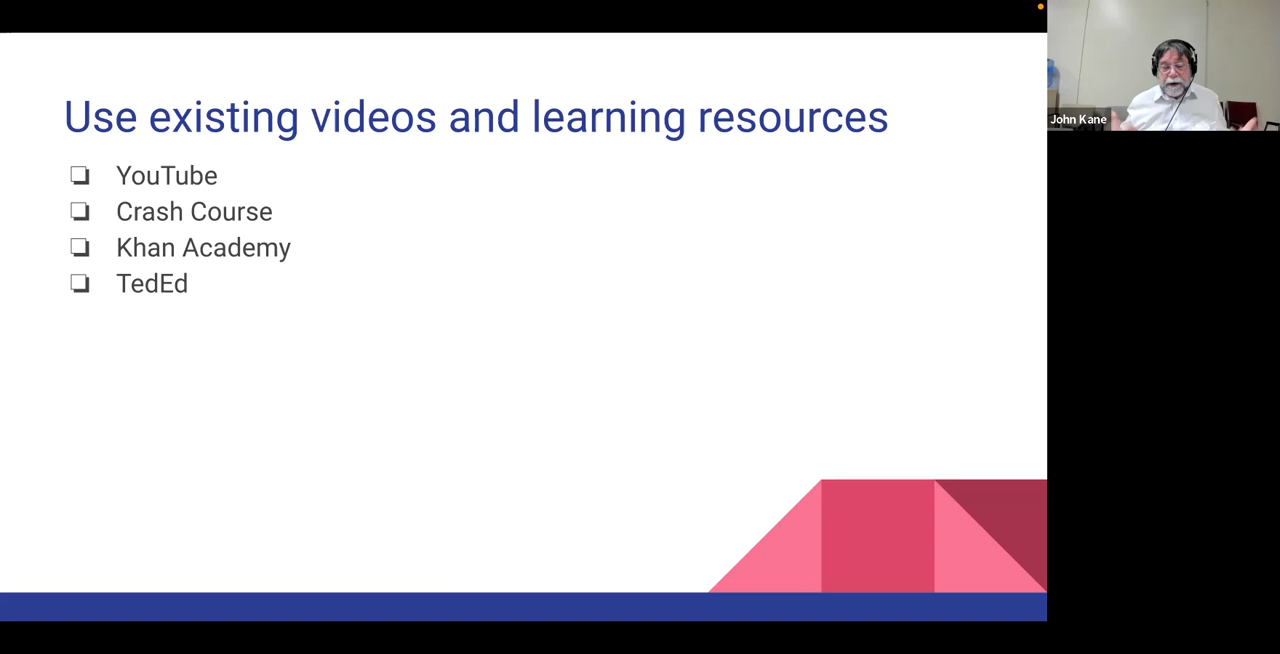 Use existing videos and learning resources
YouTube
Crash Course
Khan Academy
TedEd
John Kane